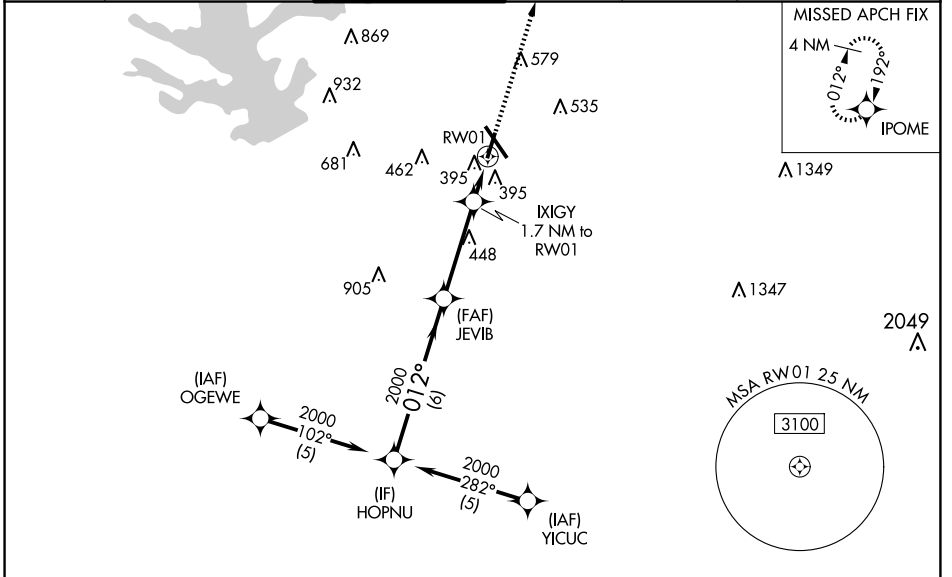 MISSED APCH FIX
4 NM
012°
192°
IPOME
869
932
579
535
681
462
RW01
395
395
1349
IXIGY
1.7 NM to
RW01
448
905
1347
(FAF)
JEVIB
2049
(IAF)
OGEWE
2000
102°
(5)
2000
012°
(6)
(IF)
HOPNU
2000
282°
(5)
(IAF)
YICUC
MSA RW01 25 NM
3100